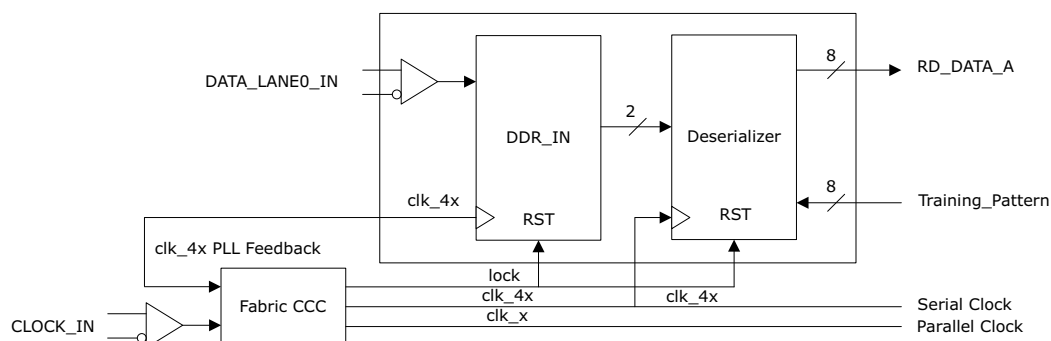 8
RD_DATA_A
DATA_LANE0_IN
2
DDR_IN
Deserializer
8
clk_4x
Training_Pattern
RST
RST
clk_4x PLL Feedback
lock
Fabric CCC
clk_4x
clk_4x
Serial Clock
clk_x
CLOCK_IN
Parallel Clock